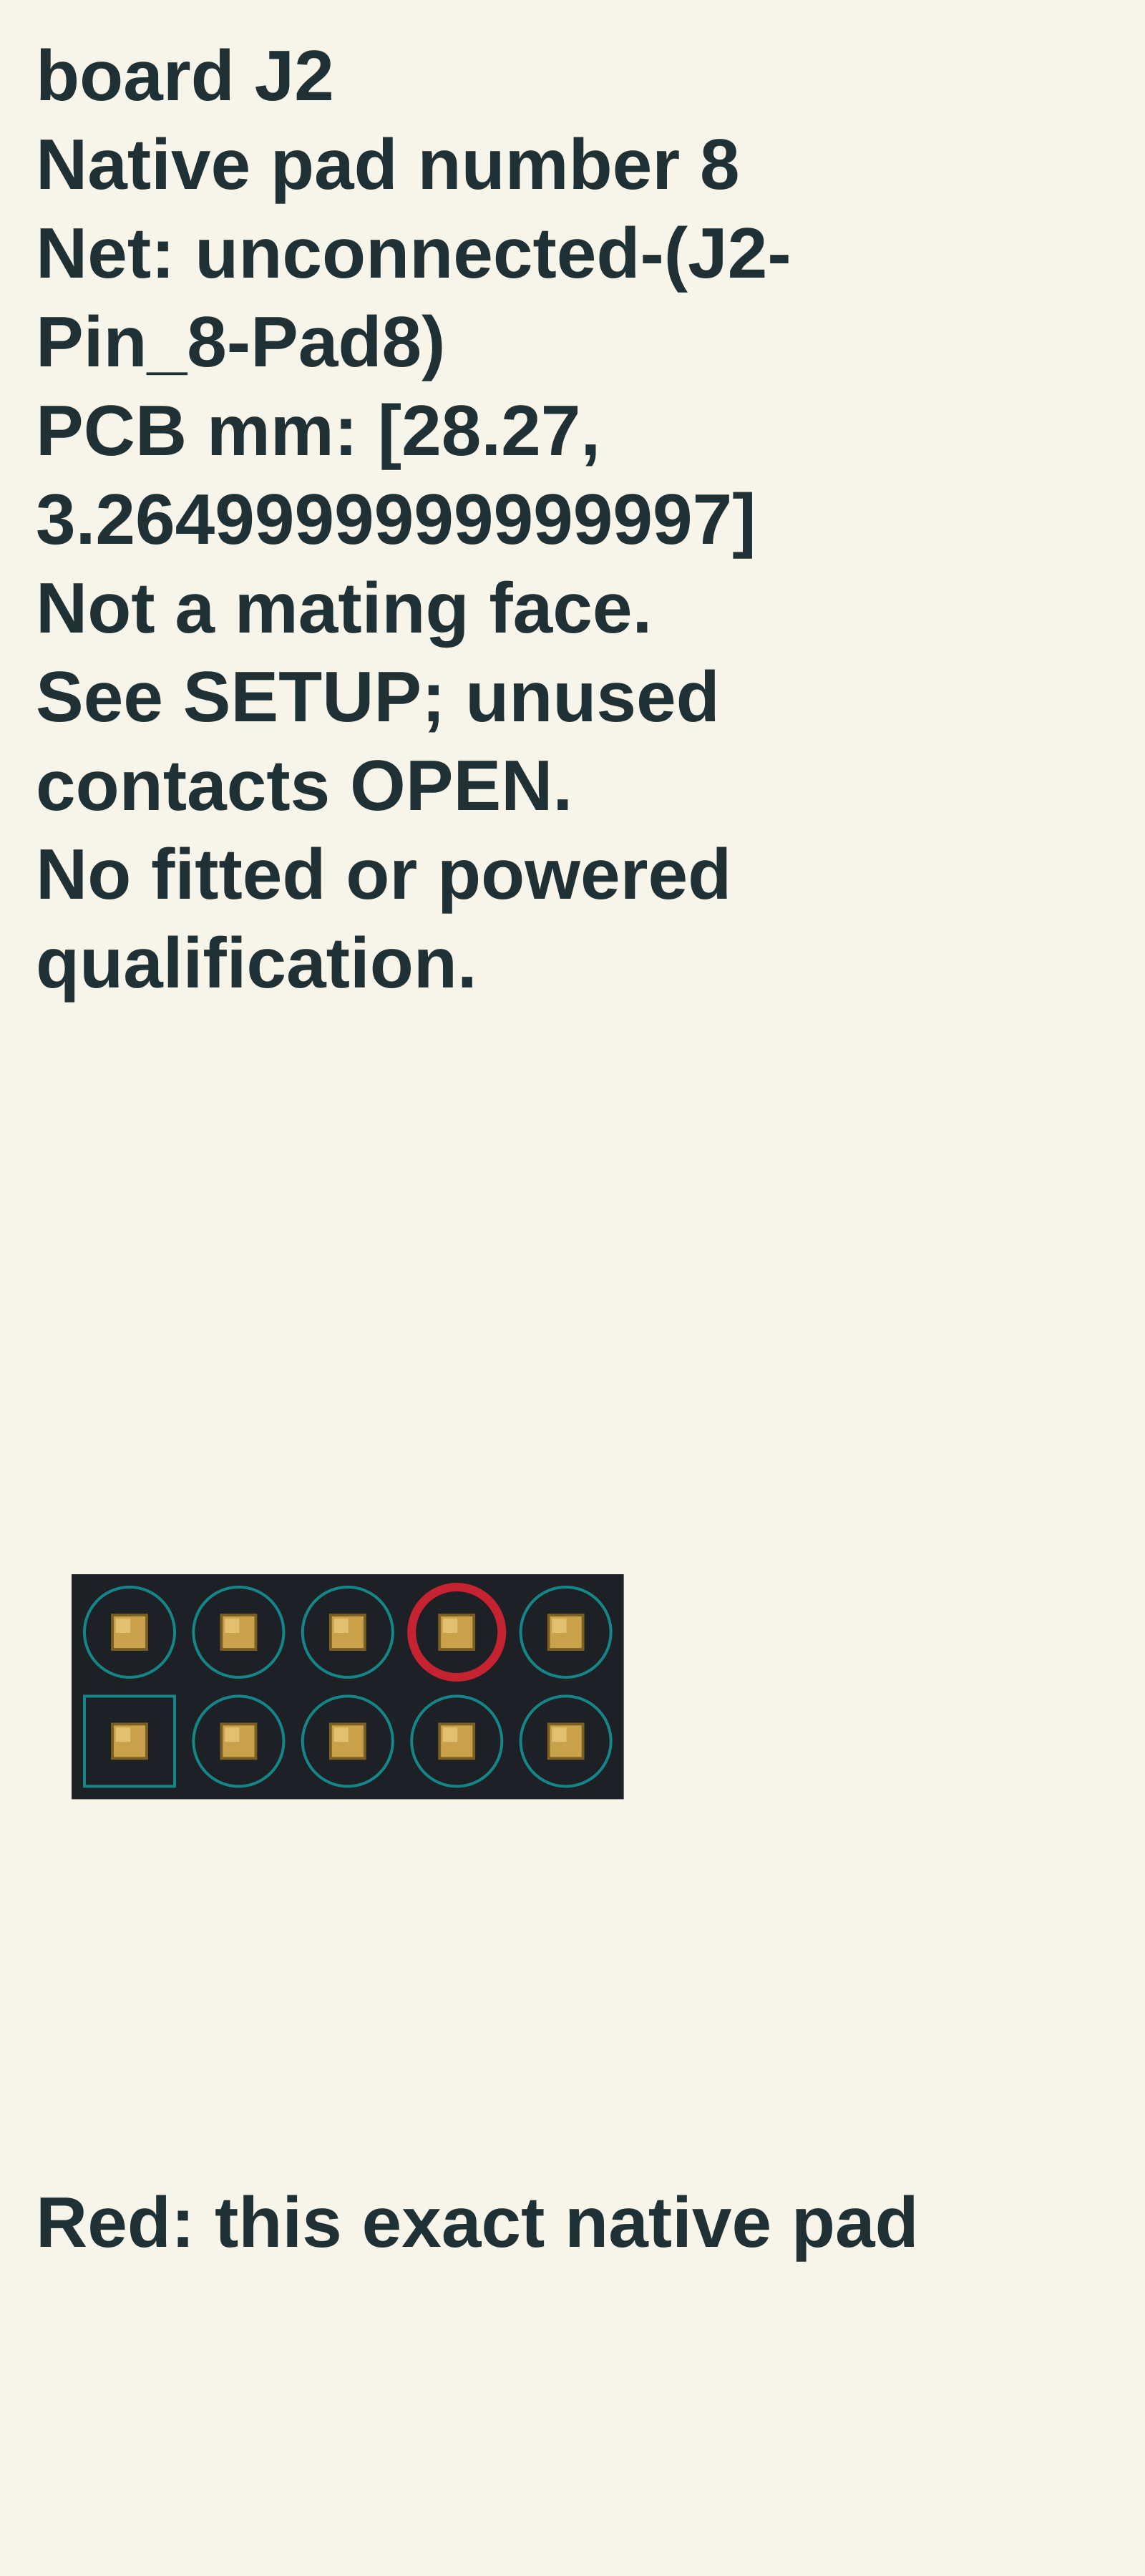 board J2
Native pad number 8
Net: unconnected-(J2-
Pin_8-Pad8)
PCB mm: [28.27,
3.2649999999999997]
Not a mating face.
See SETUP; unused
contacts OPEN.
No fitted or powered
qualification.
Red: this exact native pad